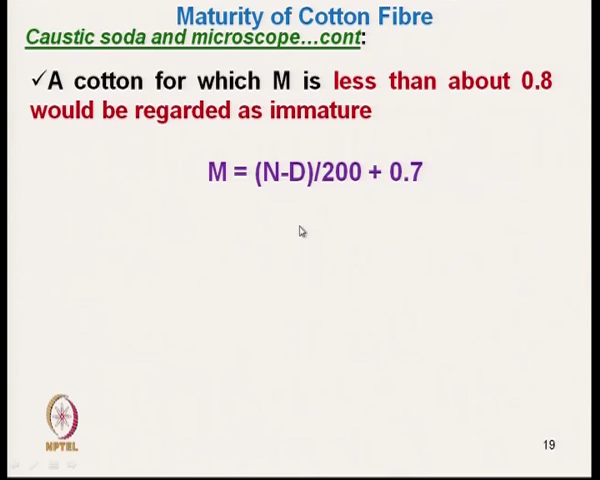 Maturity of Cotton Fibre
Caustic soda and microscope…cont:
✓A cotton for which M is less than about 0.8
would be regarded as immature
M = (N-D)/200 + 0.7
NPTEL
19